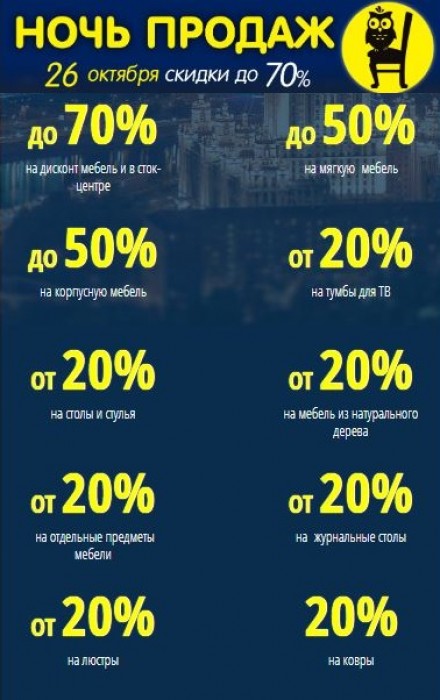 НОЧЬ ПРОДАЖ
26 октября скидки до 70%
до 70%
на дисконт мебель и в сток-
центре
до 50%
на мягкую мебель
до 50%
на корпусную мебель
от 20%
на тумбы для ТВ
от 20%
на столы и стулья
от 20%
на мебель из натурального
дерева
от 20%
на отдельные предметы
мебели
от 20%
на журнальные столы
от 20%
на люстры
20%
на ковры